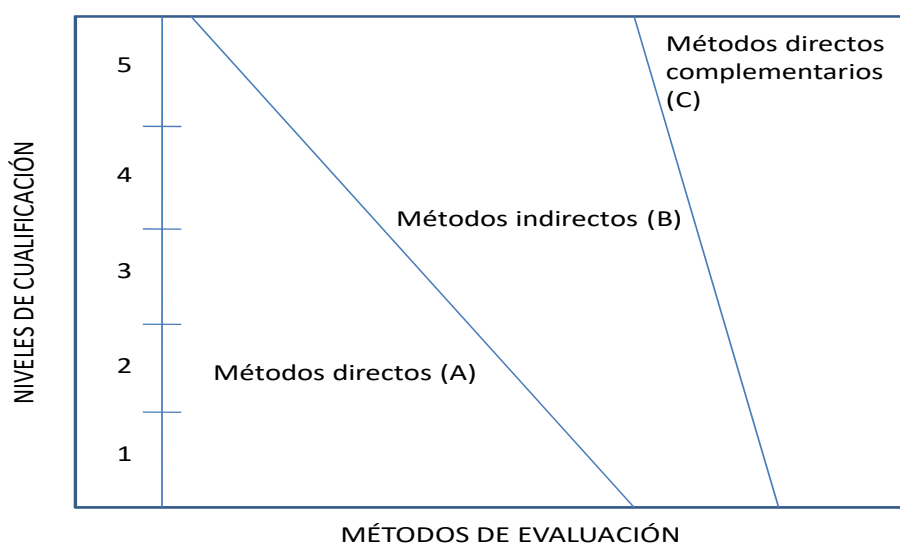 NIVELES DE CUALIFICACIÓN
5
4
3
2
1
Métodos directos
complementarios
(C)
Métodos indirectos (B)
Métodos directos (A)
MÉTODOS DE EVALUACIÓN